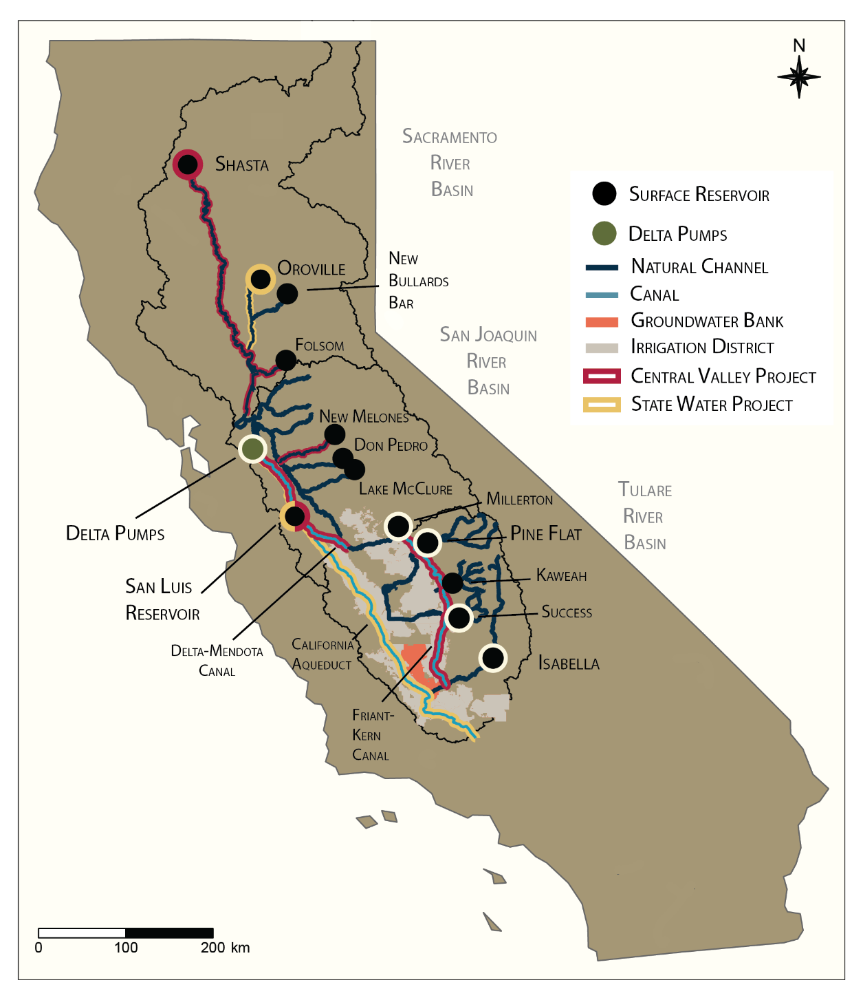 N
Sacramento
River
Basin
Shasta
Surface Reservoir
Delta Pumps
Natural Channel
Canal
Groundwater Bank
Irrigation District
Central Valley Project
State Water Project
Oroville
New
Bullards
Bar
San Joaquin
River
Basin
Folsom
New Melones
Don Pedro
Lake McClure
Millerton
Tulare
River
Basin
Delta Pumps
Pine Flat
Kaweah
San Luis
Reservoir
Success
Delta-Mendota
Canal
California
Aqueduct
Isabella
Friant-
Kern
Canal
0 100 200 km